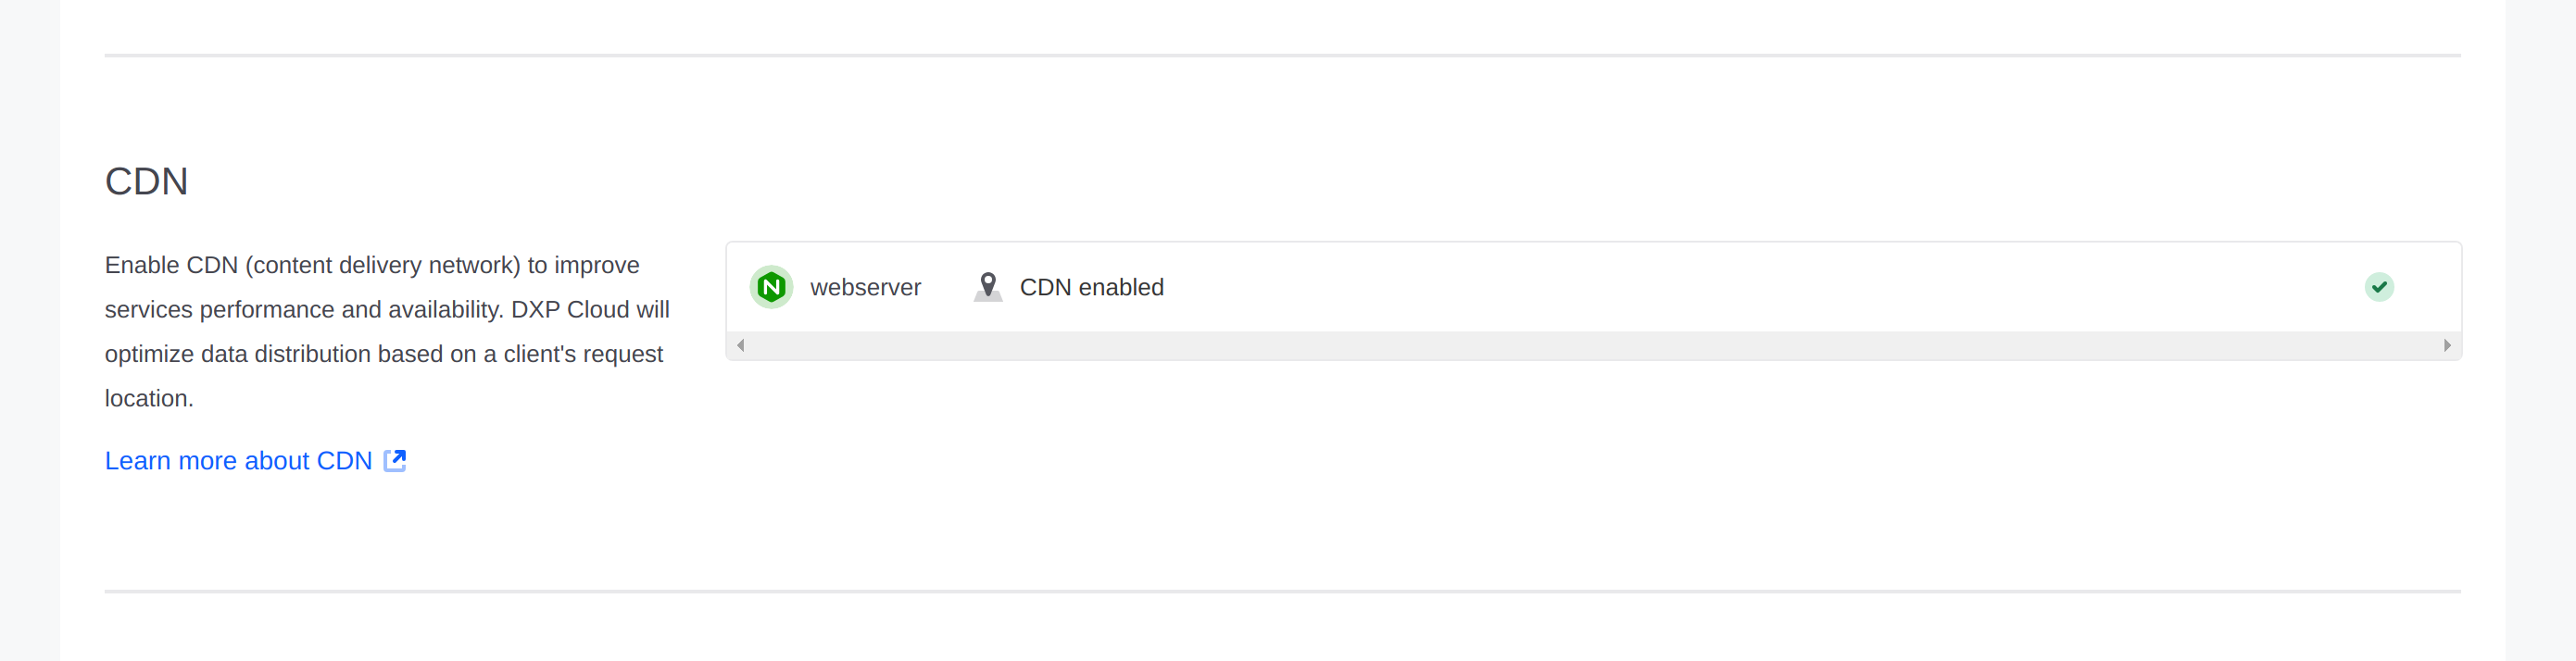 CDN
Enable CDN (content delivery network) to improve
services performance and availability. DXP Cloud will
optimize data distribution based on a client's request
location.
Learn more about CDN
webserver CDN enabled